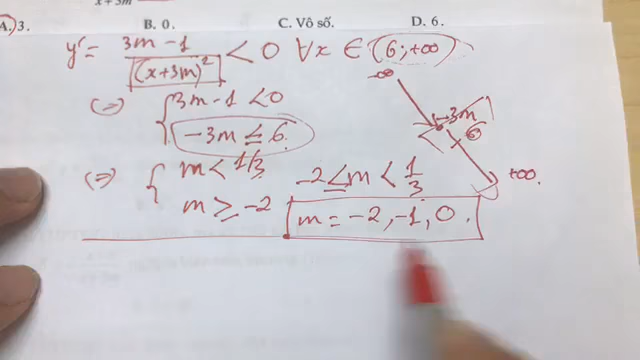 x + 3m
A. 3. B. 0. C. Vô số. D. 6.
y' = (3m - 1)/(x+3m)² < 0 ∀x ∈ (6; +∞)
(=) { 3m - 1 < 0
-3m ≤ 6.
(=) { m < 1/3 -2 ≤ m < 1/3
m ≥ -2 m = -2, -1, 0.
-∞
-3m
6
+∞.